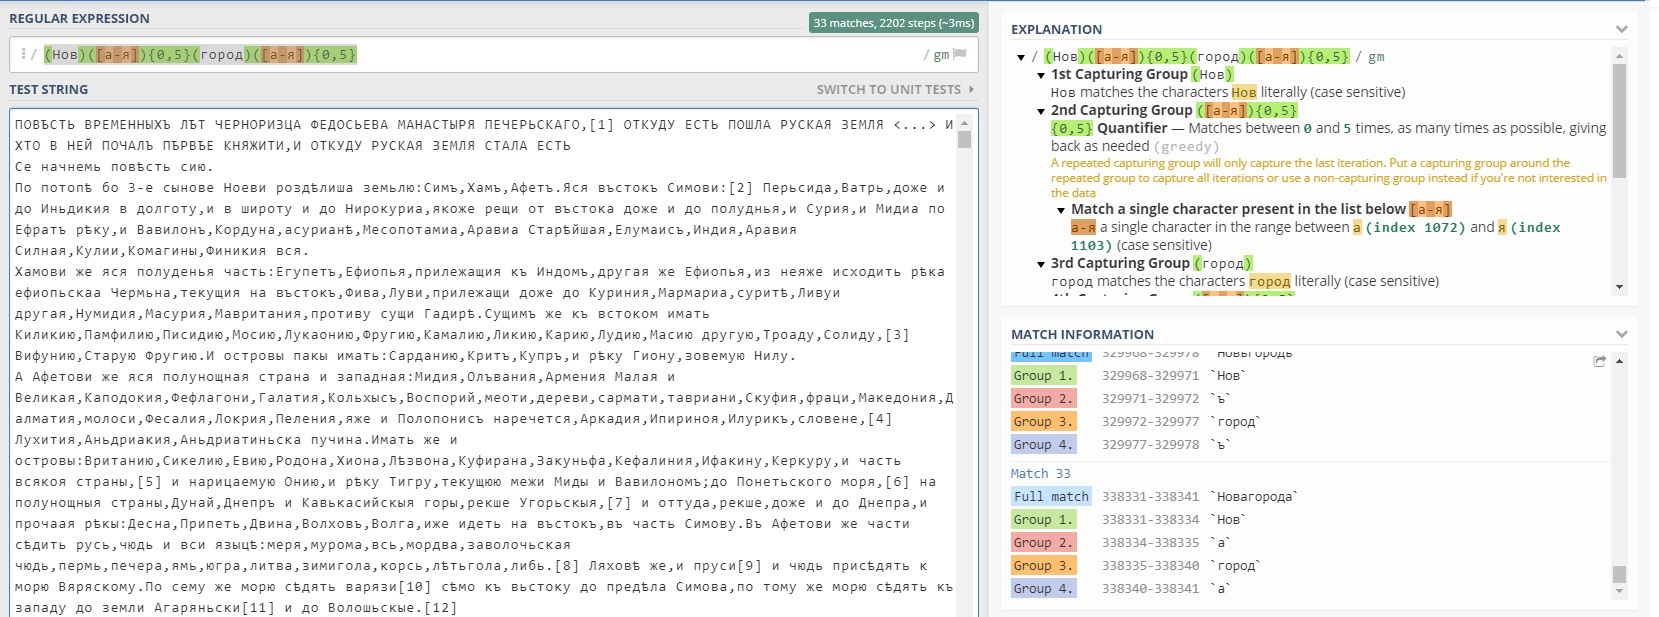 REGULAR EXPRESSION
33 matches, 2202 steps (~3ms)
/ (Нов)([а-я]){0,5}(город)([а-я]){0,5} / gm
TEST STRING
SWITCH TO UNIT TESTS
ПОВѢСТЬ ВРЕМЕННЫХЪ ЛѢТ ЧЕРНОРИЗЦА ФЕДОСЬЕВА МАНАСТЫРЯ ПЕЧЕРЬСКАГО,[1] ОТКУДУ ЕСТЬ ПОШЛА РУСКАЯ ЗЕМЛЯ <...> И
ХТО В НЕЙ ПОЧАЛЪ ПѢРВѢЕ КНЯЖИТИ,И ОТКУДУ РУСКАЯ ЗЕМЛЯ СТАЛА ЕСТЬ
Се начнемь повѣсть сию.
По потопѣ бо 3-е сынове Ноеви роздѣлиша земьлю:Симъ,Хамъ,Афетъ.Яся въстокъ Симови:[2] Перьсида,Ватрь,доже и
до Иньдикия в долготу,и в широту и до Нирокуриа,якоже рещи от въстока доже и до полуднья,и Сурия,и Мидиа по
Ефратъ рѣку,и Вавилонъ,Кордуна,асурианѣ,Месопотамиа,Аравиа Старѣйшая,Елумаисъ,Индия,Аравия
Силная,Кулии,Комагины,Финикия вся.
Хамови же яся полуденья часть:Егупетъ,Ефиопья,прилежащия къ Индомъ,другая же Ефиопья,из неяже исходить рѣка
ефиопьскаа Чермьна,текущия на въстокъ,Фива,Луви,прилежащи доже до Куриния,Мармариа,суритѣ,Ливуи
другая,Нумидия,Масурия,Мавритания,противу сущи Гадирѣ.Сущимъ же къ встоком имать
Киликию,Памфилию,Писидию,Мосию,Лукаонию,Фругию,Камалию,Ликию,Карию,Лудию,Масию другую,Троаду,Солиду,[3]
Вифунию,Старую Фругию.И островы пакы имать:Сарданию,Критъ,Купръ,и рѣку Гиону,зовемую Нилу.
А Афетови же яся полунощная страна и западная:Мидия,Олъвания,Армения Малая и
Великая,Каподокия,Фефлагони,Галатия,Кольхысъ,Воспорий,меоти,дереви,сармати,тавриани,Скуфия,фраци,Македония,Д
алматия,молоси,Фесалия,Локрия,Пеления,яже и Полопонисъ наречется,Аркадия,Ипириноя,Илурикъ,словене,[4]
Лухития,Аньдриакия,Аньдриатиньска пучина.Имать же и
островы:Вританию,Сикелию,Евию,Родона,Хиона,Лѣзвона,Куфирана,Закуньфа,Кефалиния,Ифакину,Керкуру,и часть
всякоя страны,[5] и нарицаемую Онию,и рѣку Тигру,текущюю межи Миды и Вавилономъ;до Понетьского моря,[6] на
полунощныя страны,Дунай,Днепръ и Кавькасийскыя горы,рекше Угорьскыя,[7] и оттуда,рекше,доже и до Днепра,и
прочаая рѣкы:Десна,Припеть,Двина,Волховъ,Волга,иже идеть на въстокъ,въ часть Симову.Въ Афетови же части
сѣдить русь,чюдь и вси языцѣ:меря,мурома,всь,мордва,заволочьская
чюдь,пермь,печера,ямь,югра,литва,зимигола,корсь,лѣтьгола,либь.[8] Ляховѣ же,и пруси[9] и чюдь присѣдять к
морю Вяряскому.По сему же морю сѣдять варязи[10] сѣмо къ вьстоку до предѣла Симова,по тому же морю сѣдять къ
западу до земли Агаряньски[11] и до Волошьскые.[12]
EXPLANATION
/ (Нов)([а-я]){0,5}(город)([а-я]){0,5} / gm
1st Capturing Group (Нов)
Нов matches the characters Нов literally (case sensitive)
2nd Capturing Group ([а-я]){0,5}
{0,5} Quantifier — Matches between 0 and 5 times, as many times as possible, giving
back as needed (greedy)
A repeated capturing group will only capture the last iteration. Put a capturing group around the
repeated group to capture all iterations or use a non-capturing group instead if you're not interested in
the data
Match a single character present in the list below [а-я]
а-я a single character in the range between а (index 1072) and я (index
1103) (case sensitive)
3rd Capturing Group (город)
город matches the characters город literally (case sensitive)
MATCH INFORMATION
Full match 329968-329978 `Новъгородъ`
Group 1. 329968-329971 `Нов`
Group 2. 329971-329972 `ъ`
Group 3. 329972-329977 `город`
Group 4. 329977-329978 `ъ`
Match 33
Full match 338331-338341 `Новагорода`
Group 1. 338331-338334 `Нов`
Group 2. 338334-338335 `а`
Group 3. 338335-338340 `город`
Group 4. 338340-338341 `а`